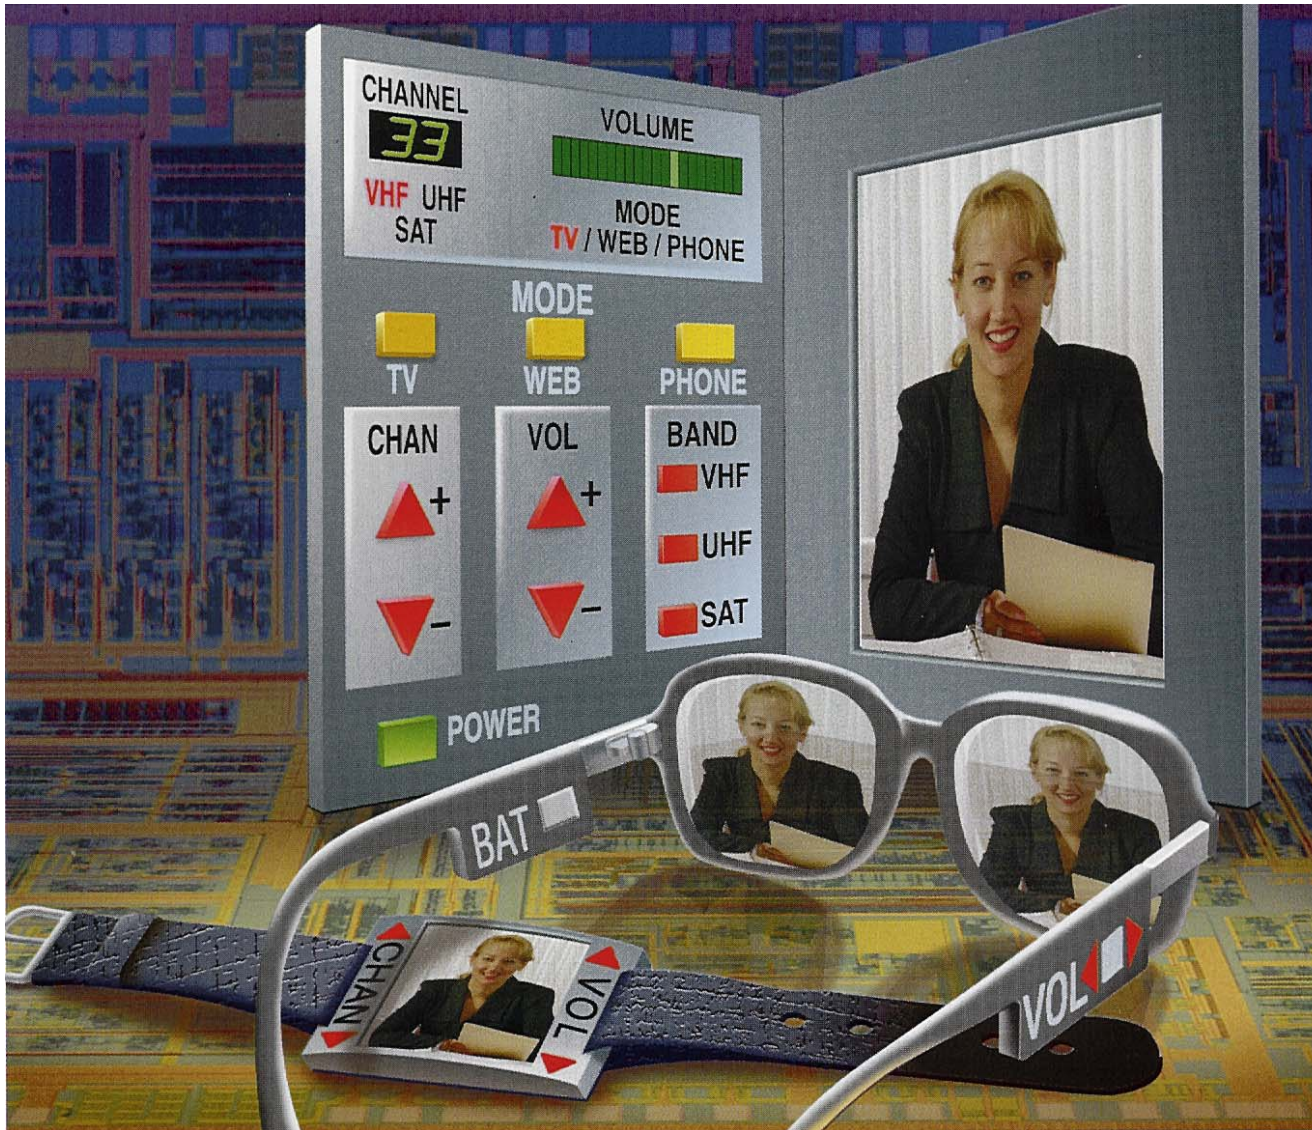 CHANNEL
33
VHF UHF
SAT
VOLUME
MODE
TV / WEB / PHONE
MODE
TV WEB PHONE
CHAN
+
-
VOL
+
-
BAND
VHF
UHF
SAT
POWER
BAT
CHAN
VOL
VOL